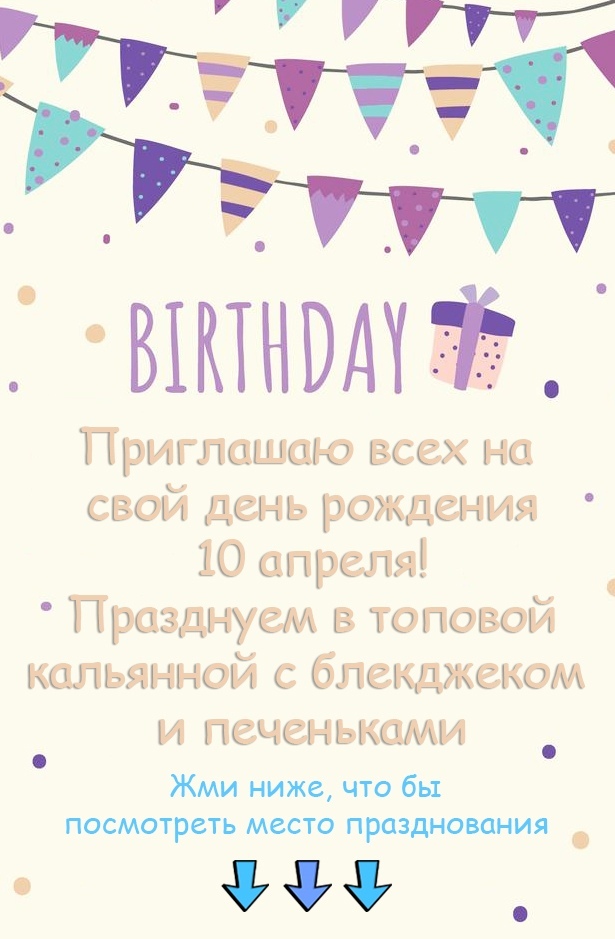 BIRTHDAY
Приглашаю всех на
свой день рождения
10 апреля!
Празднуем в топовой
кальянной с блекджеком
и печеньками
Жми ниже, что бы
посмотреть место празднования